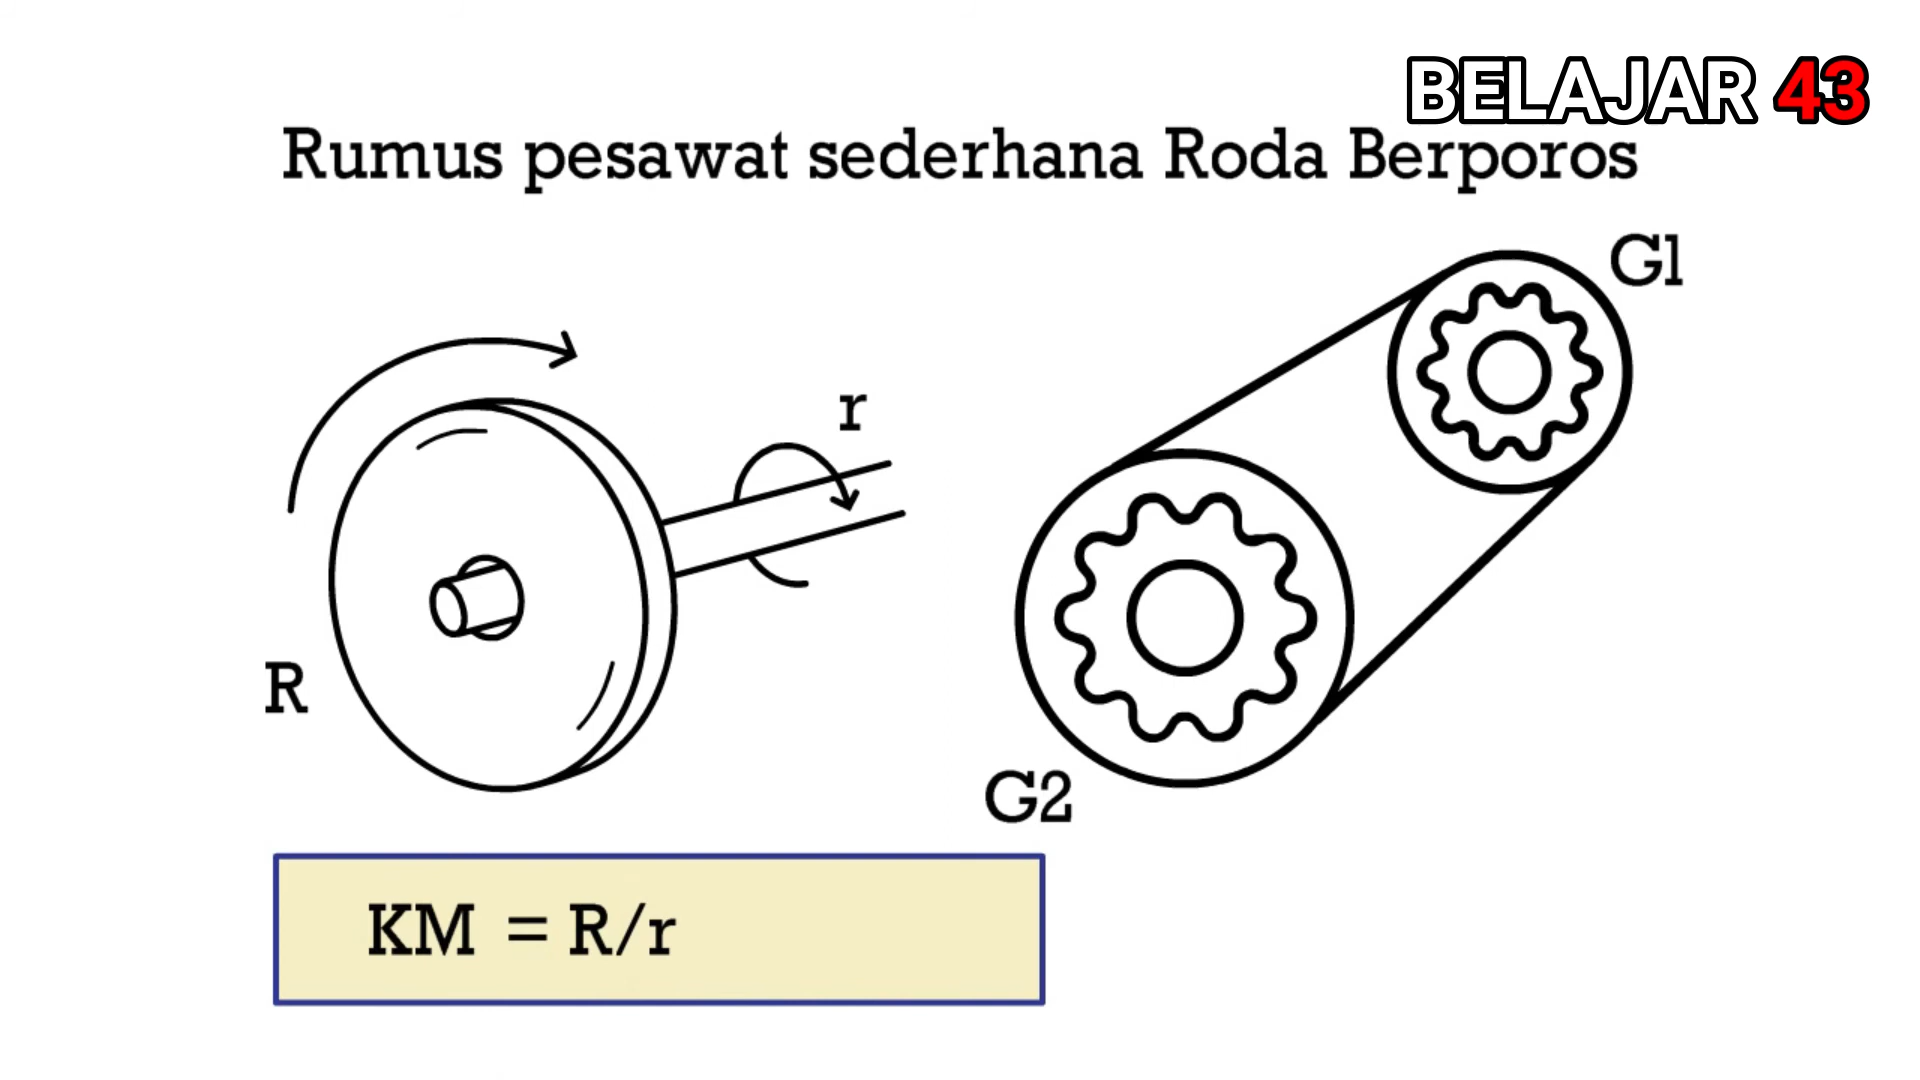 BELAJAR 43
Rumus pesawat sederhana Roda Berporos
G1
r
R
G2
KM = R/r